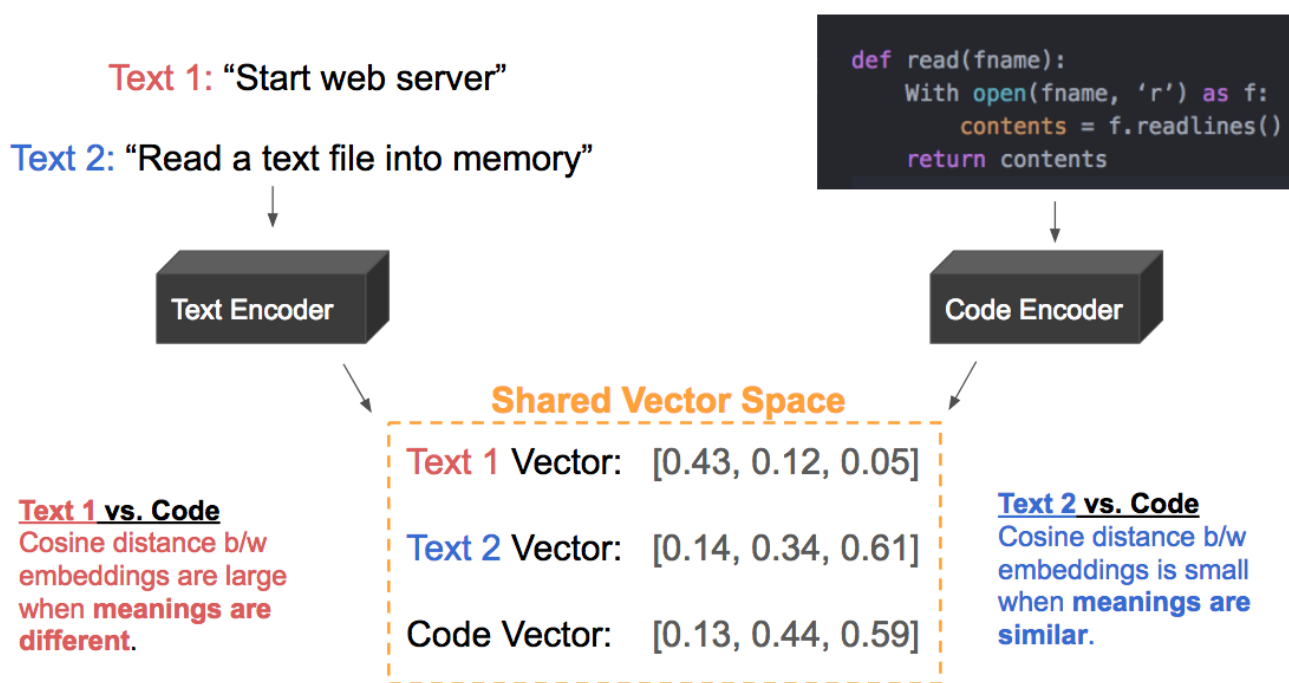 Text 1: “Start web server”
Text 2: “Read a text file into memory”
def read(fname):
    With open(fname, ‘r’) as f:
        contents = f.readlines()
    return contents
Text Encoder
Code Encoder
Shared Vector Space
Text 1 Vector: [0.43, 0.12, 0.05]
Text 2 Vector: [0.14, 0.34, 0.61]
Code Vector: [0.13, 0.44, 0.59]
Text 1 vs. Code
Cosine distance b/w
embeddings are large
when meanings are
different.
Text 2 vs. Code
Cosine distance b/w
embeddings is small
when meanings are
similar.